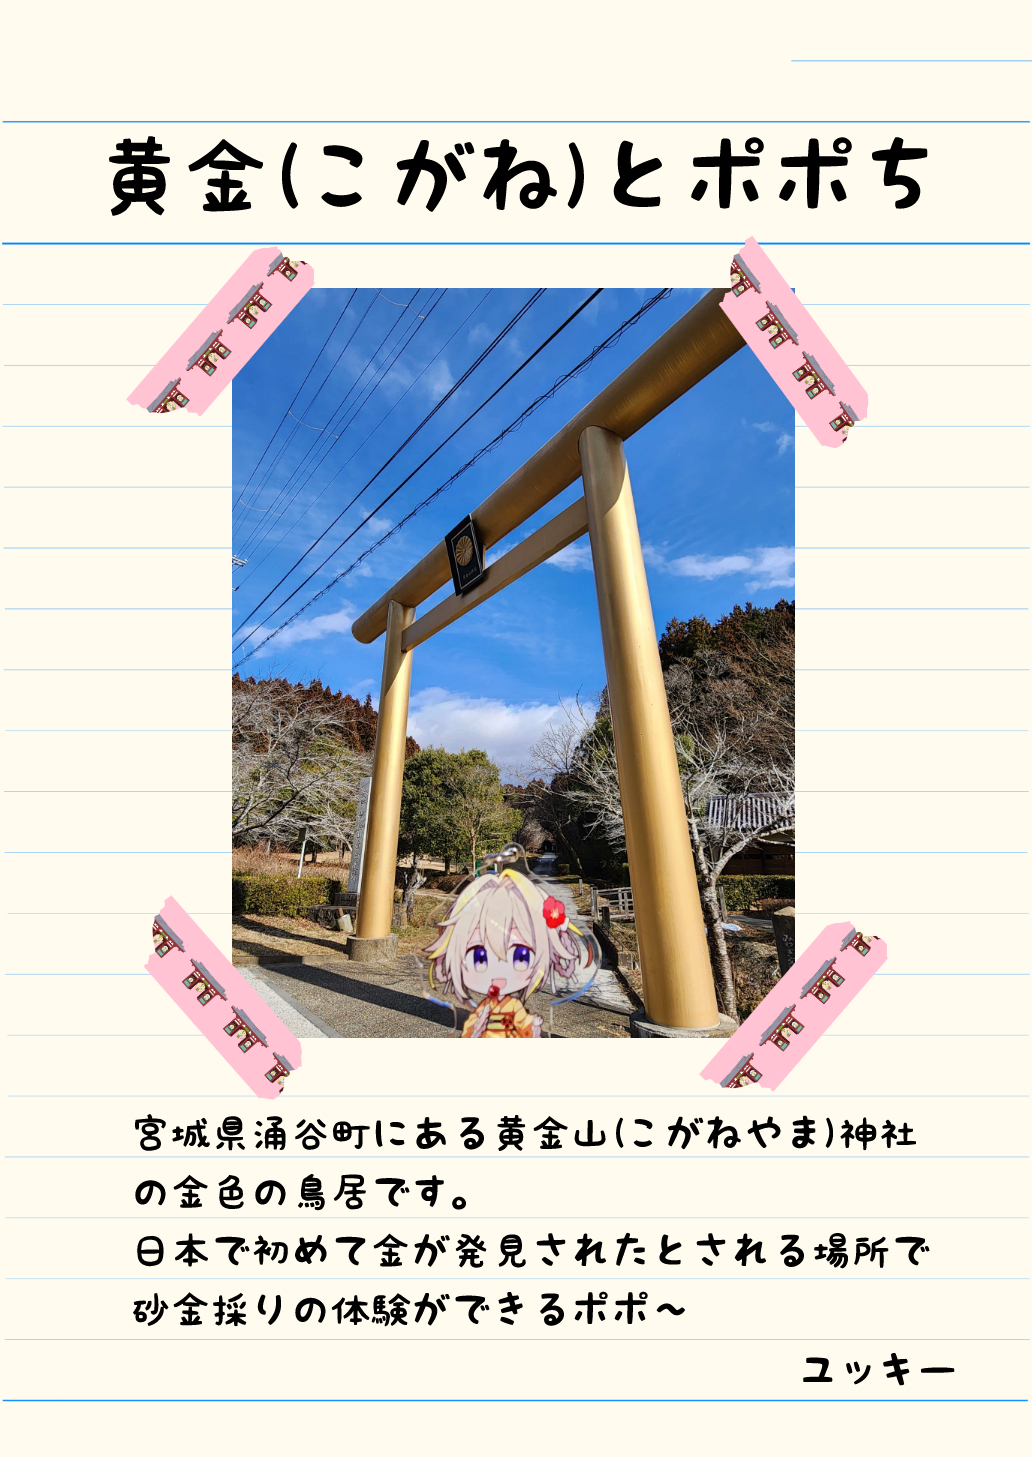 黄金(こがね)とポポち
宮城県涌谷町にある黄金山(こがねやま)神社
の金色の鳥居です。
日本で初めて金が発見されたとされる場所で
砂金採りの体験ができるポポ～
ユッキー